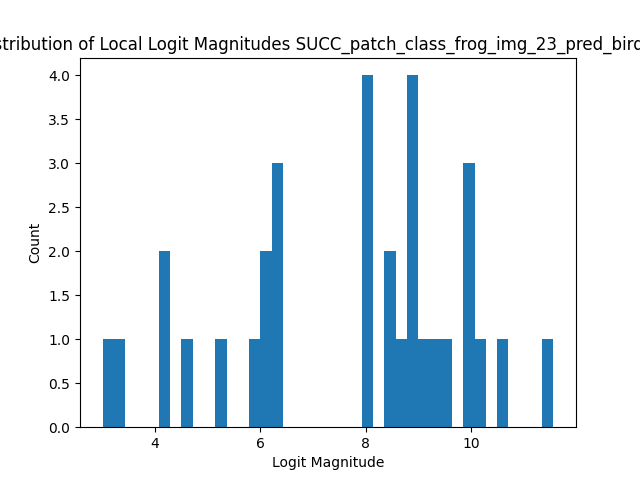 stribution of Local Logit Magnitudes SUCC_patch_class_frog_img_23_pred_bird
4.0
3.5
3.0
2.5
2.0
1.5
1.0
0.5
0.0
Count
4 6 8 10
Logit Magnitude